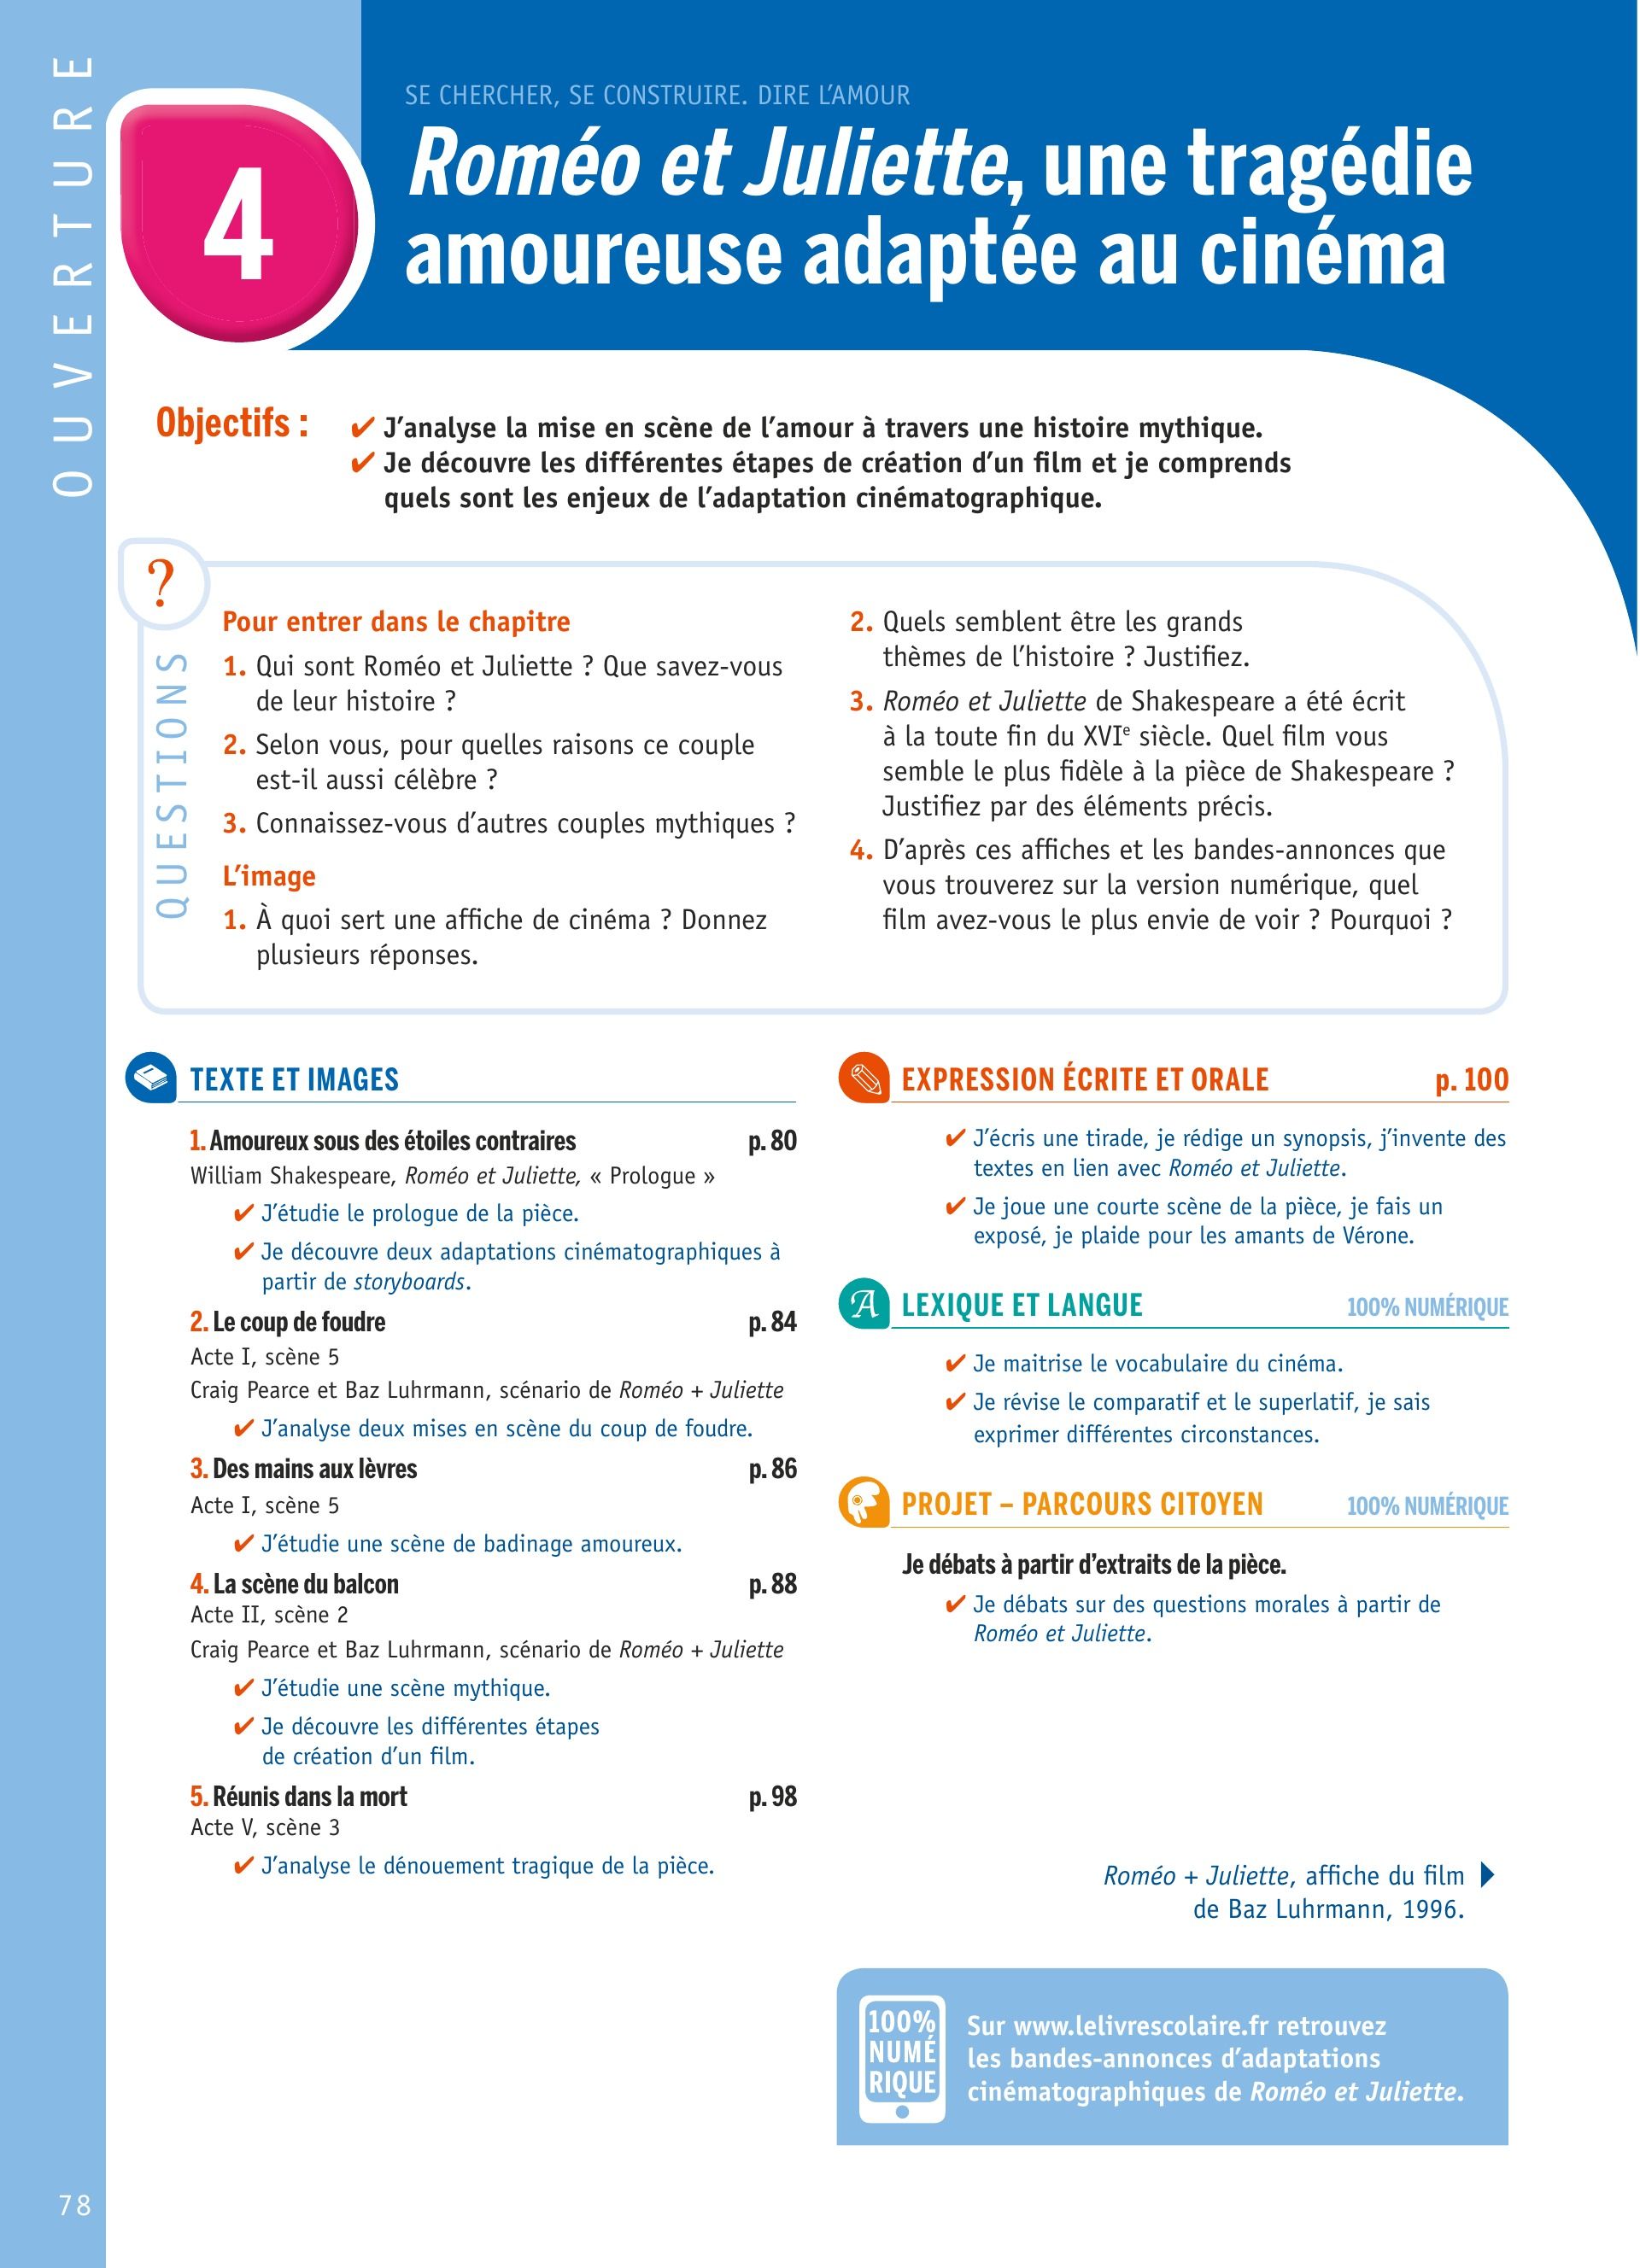 OUVERTURE
4
SE CHERCHER, SE CONSTRUIRE. DIRE L'AMOUR
Roméo et Juliette, une tragédie
amoureuse adaptée au cinéma
Objectifs :
✔ J'analyse la mise en scène de l'amour à travers une histoire mythique.
✔ Je découvre les différentes étapes de création d'un film et je comprends
quels sont les enjeux de l'adaptation cinématographique.
?
QUESTIONS
Pour entrer dans le chapitre
1. Qui sont Roméo et Juliette ? Que savez-vous
de leur histoire ?
2. Selon vous, pour quelles raisons ce couple
est-il aussi célèbre ?
3. Connaissez-vous d'autres couples mythiques ?
L'image
1. À quoi sert une affiche de cinéma ? Donnez
plusieurs réponses.
2. Quels semblent être les grands
thèmes de l'histoire ? Justifiez.
3. Roméo et Juliette de Shakespeare a été écrit
à la toute fin du XVIe siècle. Quel film vous
semble le plus fidèle à la pièce de Shakespeare ?
Justifiez par des éléments précis.
4. D'après ces affiches et les bandes-annonces que
vous trouverez sur la version numérique, quel
film avez-vous le plus envie de voir ? Pourquoi ?
TEXTE ET IMAGES
1. Amoureux sous des étoiles contraires p. 80
William Shakespeare, Roméo et Juliette, « Prologue »
✔ J'étudie le prologue de la pièce.
✔ Je découvre deux adaptations cinématographiques à
partir de storyboards.
2. Le coup de foudre p. 84
Acte I, scène 5
Craig Pearce et Baz Luhrmann, scénario de Roméo + Juliette
✔ J'analyse deux mises en scène du coup de foudre.
3. Des mains aux lèvres p. 86
Acte I, scène 5
✔ J'étudie une scène de badinage amoureux.
4. La scène du balcon p. 88
Acte II, scène 2
Craig Pearce et Baz Luhrmann, scénario de Roméo + Juliette
✔ J'étudie une scène mythique.
✔ Je découvre les différentes étapes
de création d'un film.
5. Réunis dans la mort p. 98
Acte V, scène 3
✔ J'analyse le dénouement tragique de la pièce.
EXPRESSION ÉCRITE ET ORALE p. 100
✔ J'écris une tirade, je rédige un synopsis, j'invente des
textes en lien avec Roméo et Juliette.
✔ Je joue une courte scène de la pièce, je fais un
exposé, je plaide pour les amants de Vérone.
A LEXIQUE ET LANGUE 100% NUMÉRIQUE
✔ Je maitrise le vocabulaire du cinéma.
✔ Je révise le comparatif et le superlatif, je sais
exprimer différentes circonstances.
PROJET – PARCOURS CITOYEN 100% NUMÉRIQUE
Je débats à partir d'extraits de la pièce.
✔ Je débats sur des questions morales à partir de
Roméo et Juliette.
Roméo + Juliette, affiche du film
de Baz Luhrmann, 1996.
100%
NUMÉ
RIQUE
Sur www.lelivrescolaire.fr retrouvez
les bandes-annonces d'adaptations
cinématographiques de Roméo et Juliette.
78